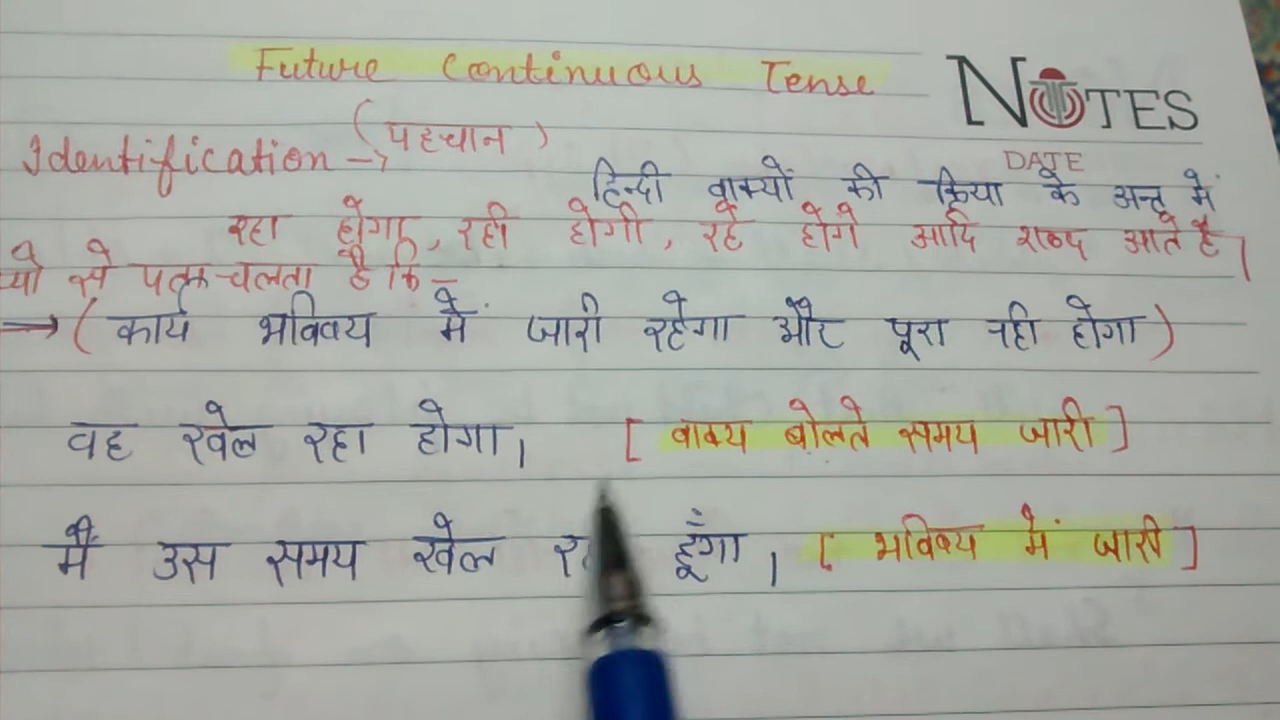 Future Continuous Tense
NOTES
Identification → (पहचान)
DATE
हिन्दी वाक्यों की क्रिया के अन्त में
रहा होगा, रही होगी, रहे होगे आदि शब्द आते है।
यो से पता चलता है कि –
→ (कार्य भविष्य में जारी रहेगा और पूरा नही होगा)
वह खेल रहा होगा। [वाक्य बोलते समय जारी]
मैं उस समय खेल हूँगा। [भविष्य में जारी]